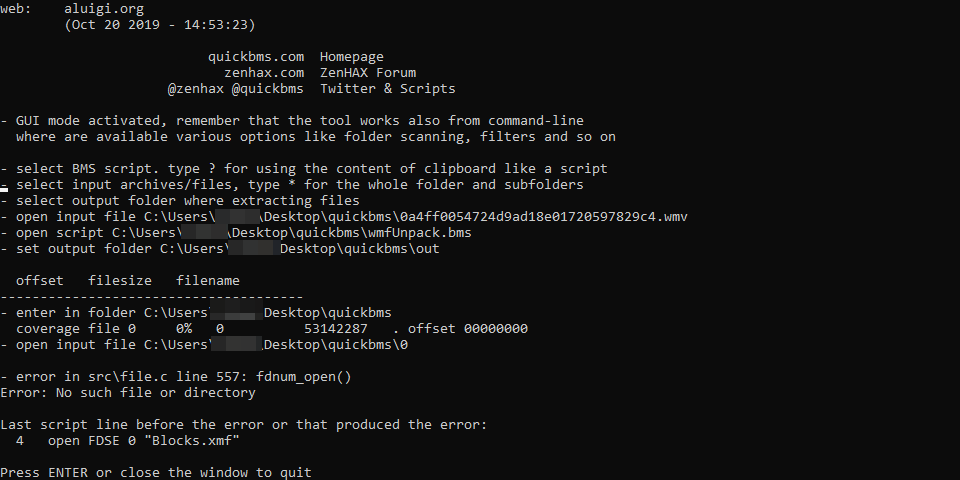 web:    aluigi.org
        (Oct 20 2019 - 14:53:23)
quickbms.com  Homepage
zenhax.com  ZenHAX Forum
@zenhax @quickbms  Twitter & Scripts
- GUI mode activated, remember that the tool works also from command-line
  where are available various options like folder scanning, filters and so on
- select BMS script. type ? for using the content of clipboard like a script
- select input archives/files, type * for the whole folder and subfolders
- select output folder where extracting files
- open input file C:\Users\ \Desktop\quickbms\0a4ff0054724d9ad18e01720597829c4.wmv
- open script C:\Users\ \Desktop\quickbms\wmfUnpack.bms
- set output folder C:\Users\ Desktop\quickbms\out
  offset   filesize   filename
--------------------------------------
- enter in folder C:\Users\ Desktop\quickbms
  coverage file 0     0%   0          53142287   . offset 00000000
- open input file C:\Users\ Desktop\quickbms\0
- error in src\file.c line 557: fdnum_open()
Error: No such file or directory
Last script line before the error or that produced the error:
  4   open FDSE 0 "Blocks.xmf"
Press ENTER or close the window to quit